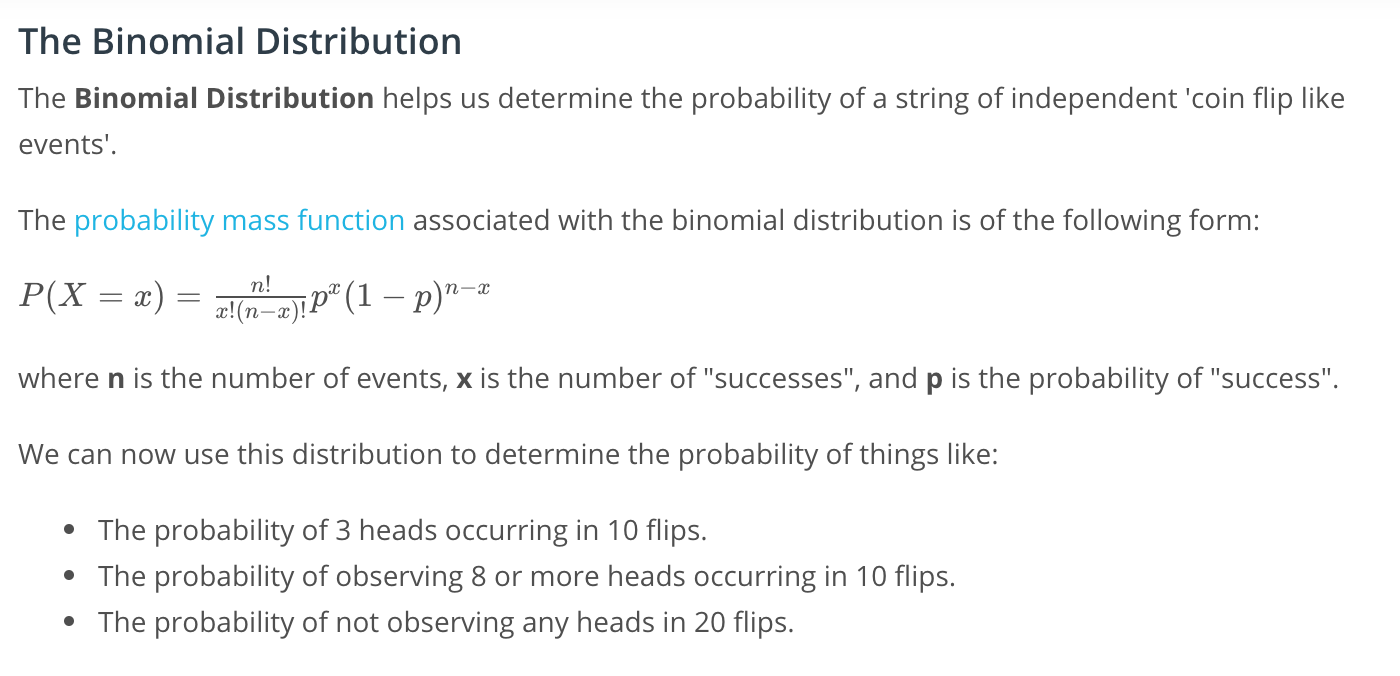 The Binomial Distribution
The Binomial Distribution helps us determine the probability of a string of independent 'coin flip like
events'.
The probability mass function associated with the binomial distribution is of the following form:
P(X = x) = \frac{n!}{x!(n-x)!}p^x(1 - p)^{n-x}
where n is the number of events, x is the number of "successes", and p is the probability of "success".
We can now use this distribution to determine the probability of things like:
• The probability of 3 heads occurring in 10 flips.
• The probability of observing 8 or more heads occurring in 10 flips.
• The probability of not observing any heads in 20 flips.